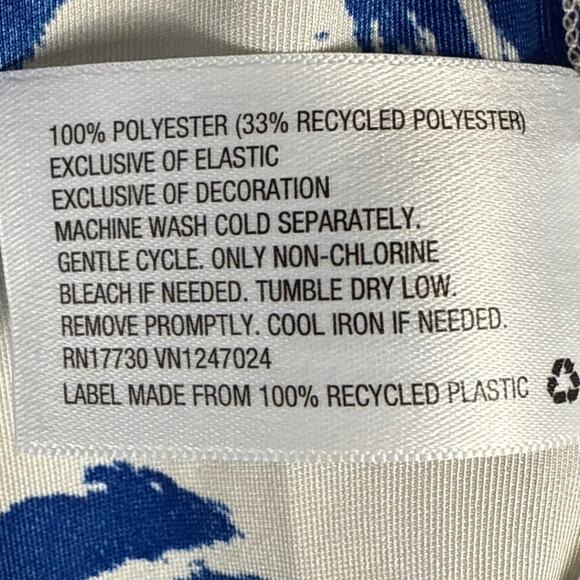 100% POLYESTER (33% RECYCLED POLYESTER)
EXCLUSIVE OF ELASTIC
EXCLUSIVE OF DECORATION
MACHINE WASH COLD SEPARATELY.
GENTLE CYCLE. ONLY NON-CHLORINE
BLEACH IF NEEDED. TUMBLE DRY LOW.
REMOVE PROMPTLY. COOL IRON IF NEEDED.
RN17730 VN1247024
LABEL MADE FROM 100% RECYCLED PLASTIC